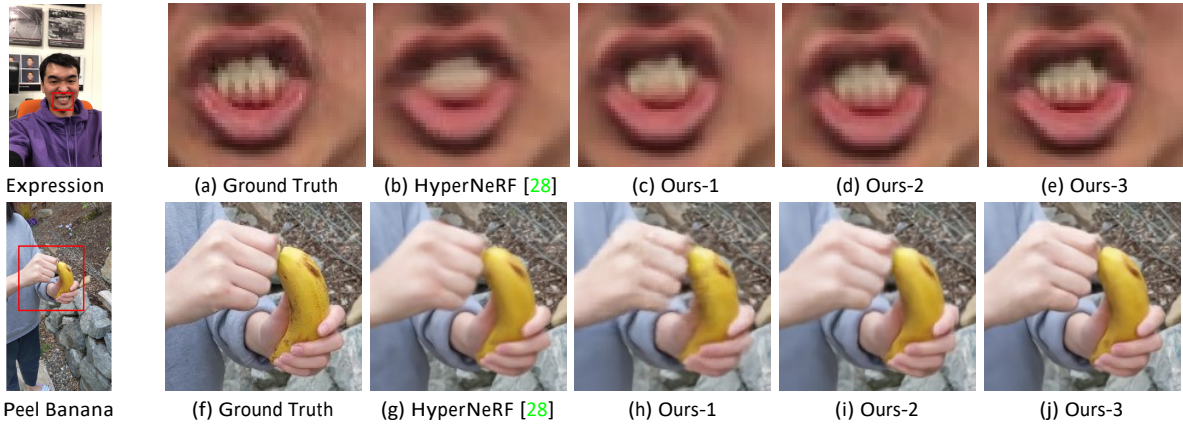 Expression
(a) Ground Truth
(b) HyperNeRF [28]
(c) Ours-1
(d) Ours-2
(e) Ours-3
Peel Banana
(f) Ground Truth
(g) HyperNeRF [28]
(h) Ours-1
(i) Ours-2
(j) Ours-3